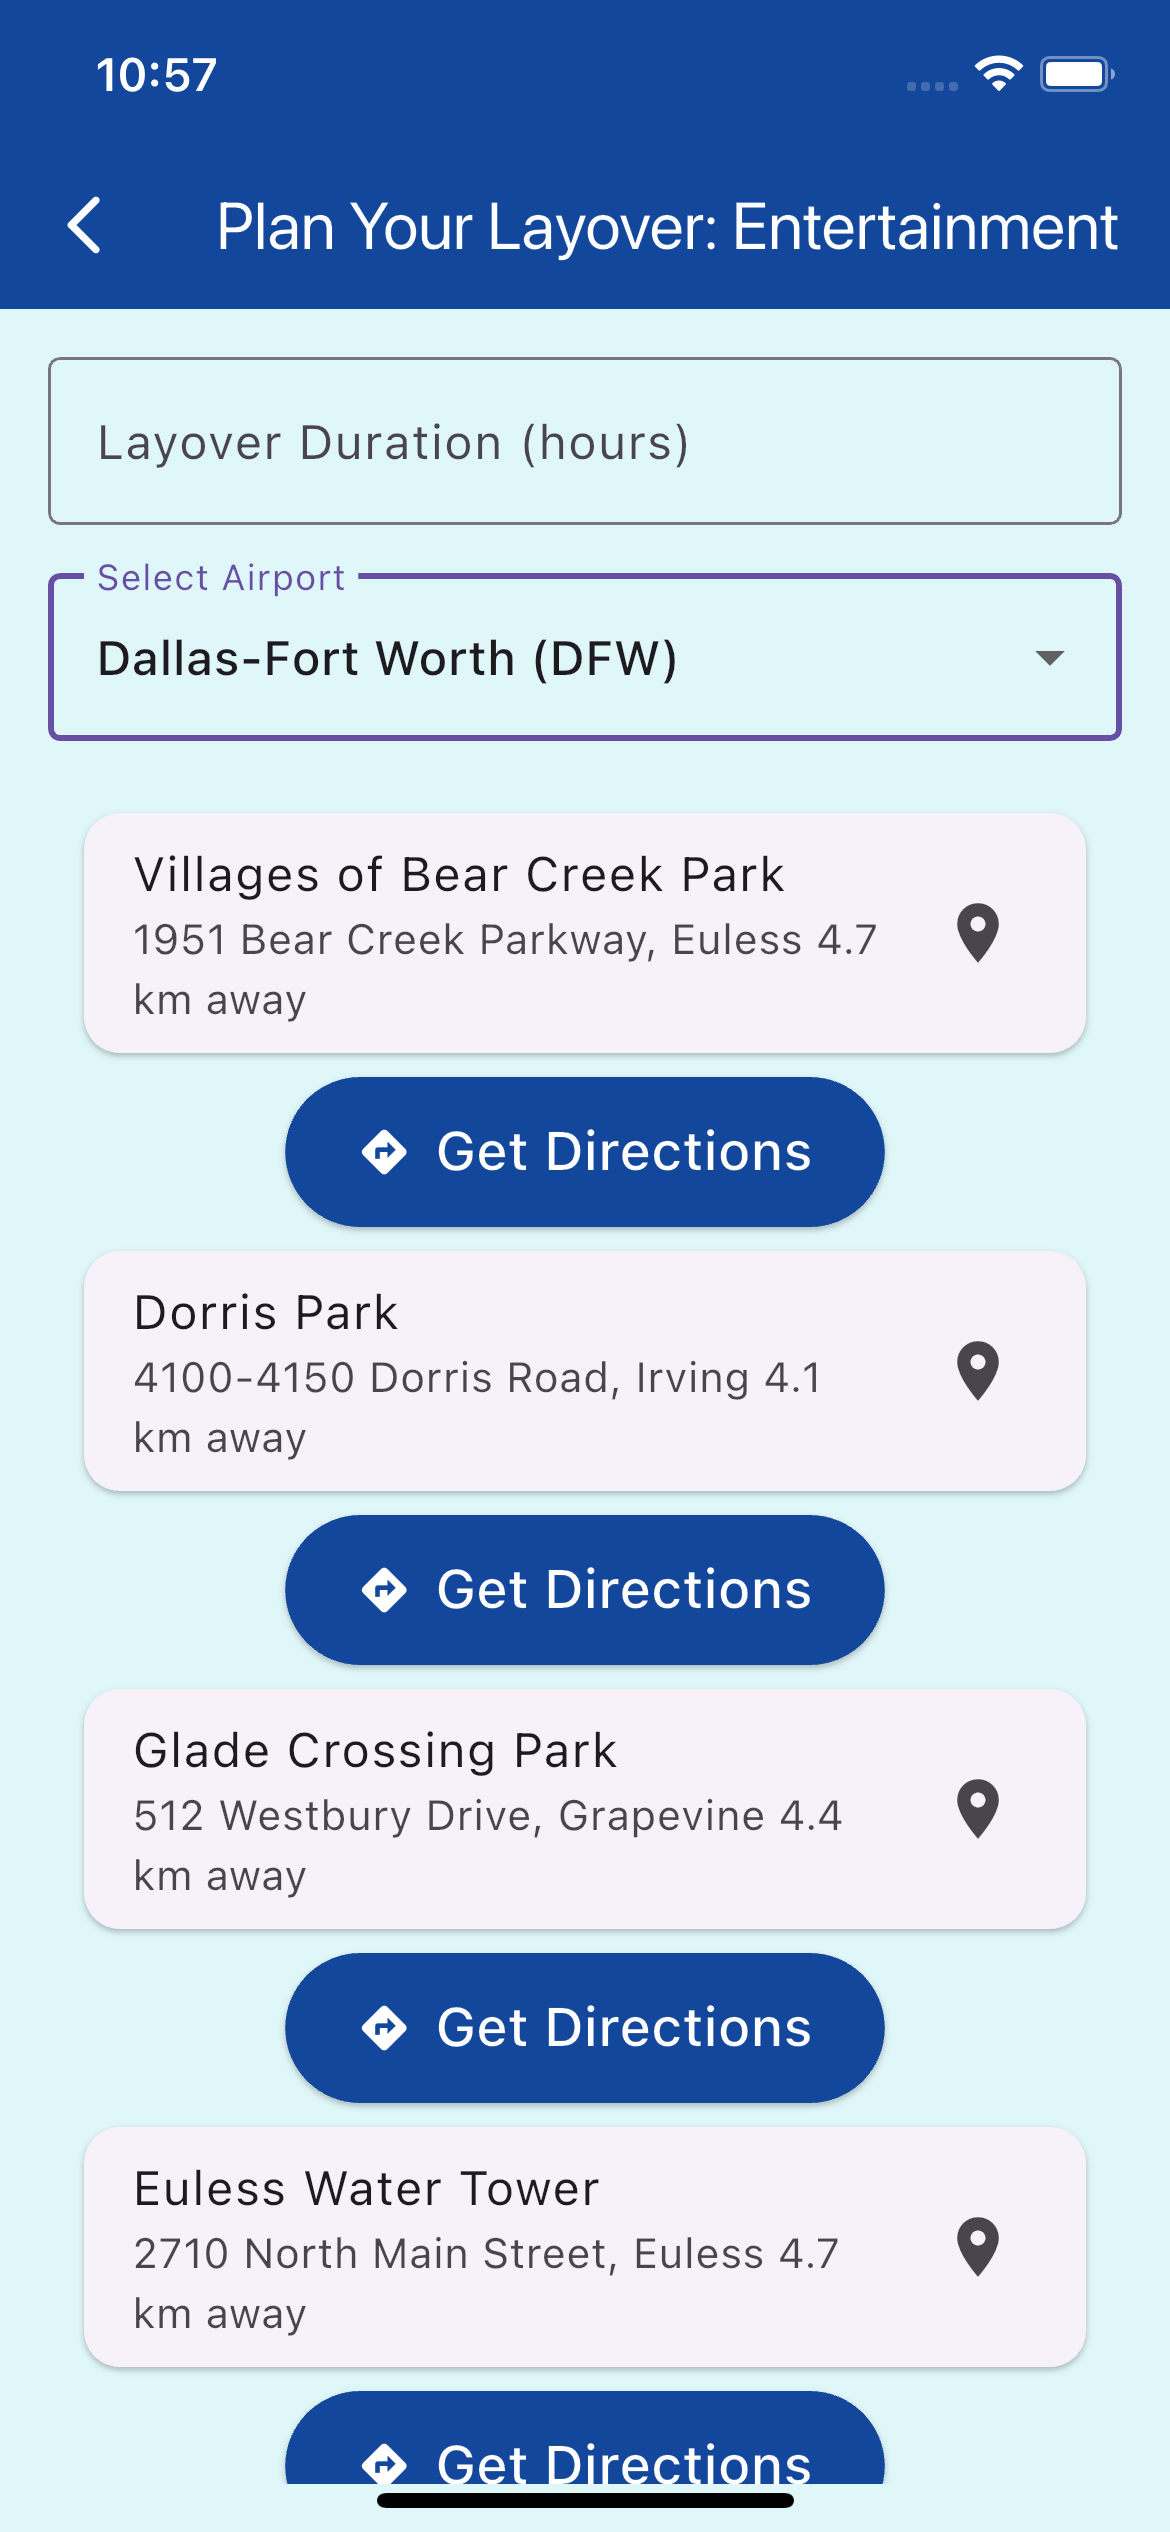 10:57
Plan Your Layover: Entertainment
Layover Duration (hours)
Select Airport
Dallas-Fort Worth (DFW)
Villages of Bear Creek Park
1951 Bear Creek Parkway, Euless 4.7
km away
Get Directions
Dorris Park
4100-4150 Dorris Road, Irving 4.1
km away
Get Directions
Glade Crossing Park
512 Westbury Drive, Grapevine 4.4
km away
Get Directions
Euless Water Tower
2710 North Main Street, Euless 4.7
km away
Get Directions